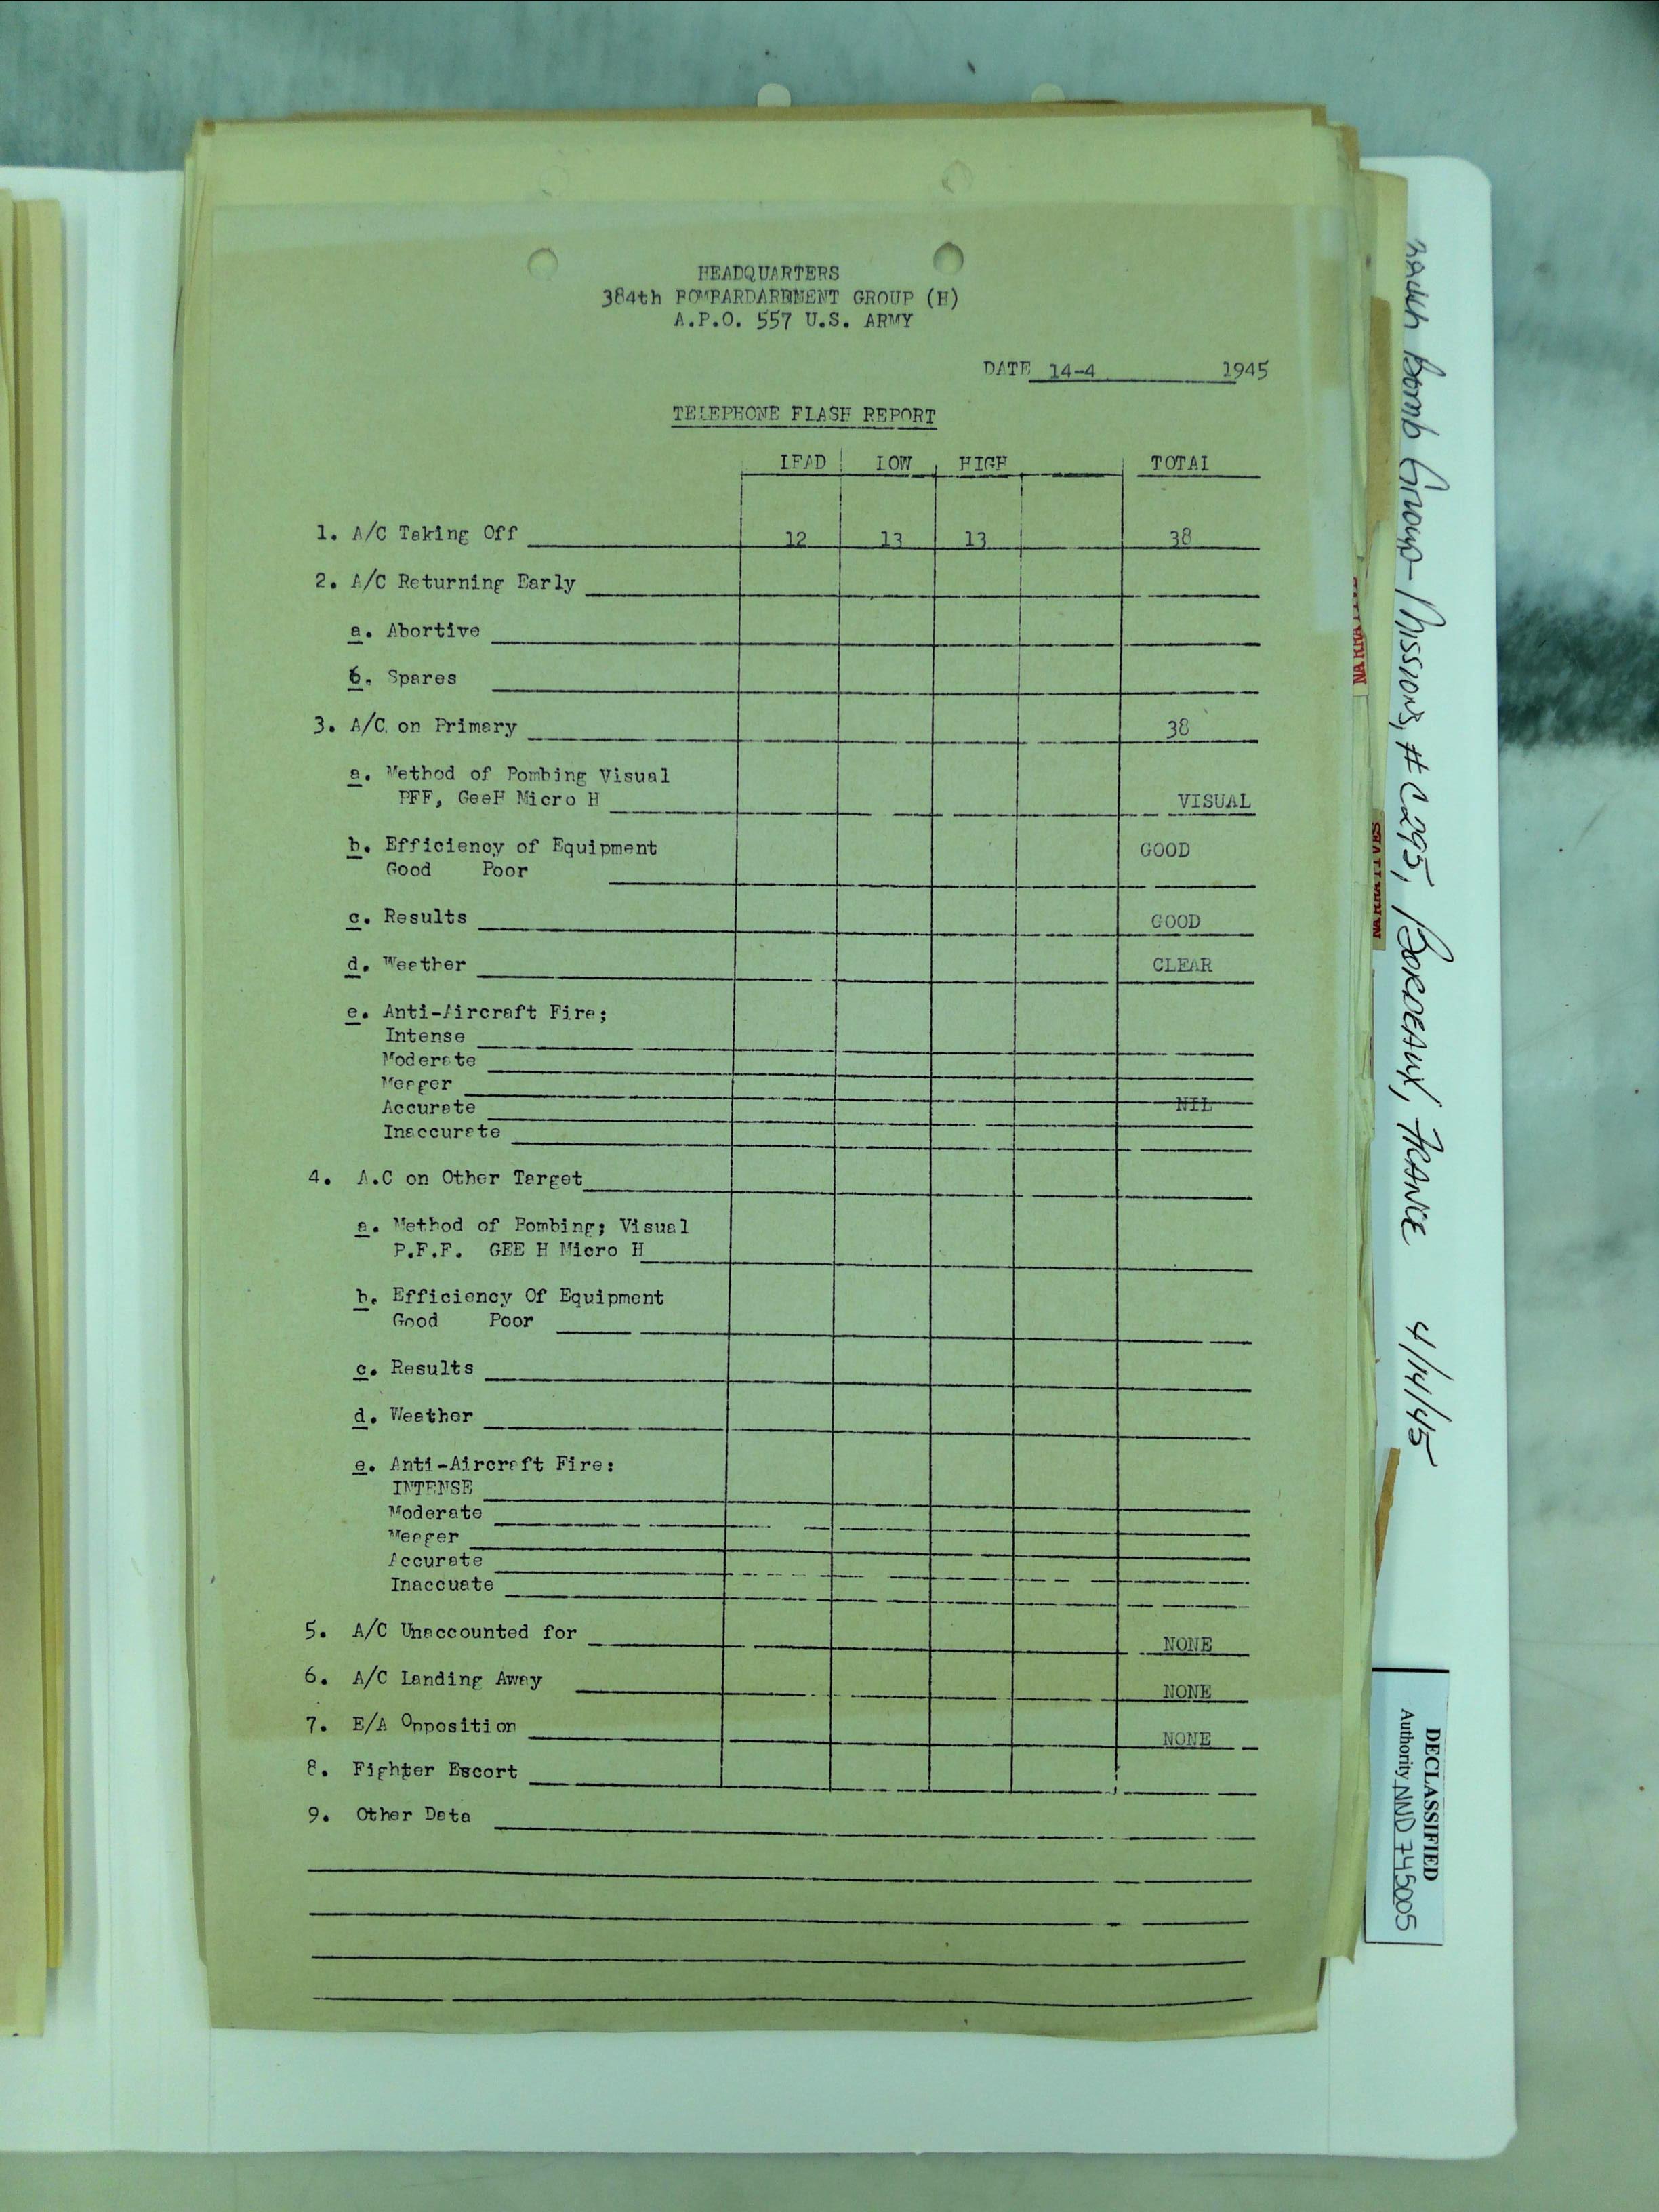 HEADQUARTERS
384th BOMBARDARDMENT GROUP (H)
A.P.O. 557 U.S. ARMY
DATE 14-4 1945
TELEPHONE FLASH REPORT
LEAD LOW HIGH TOTAL
1. A/C Taking Off 12 13 13 38
2. A/C Returning Early
a. Abortive
b. Spares
3. A/C on Primary 38
a. Method of Bombing Visual
PFF, GeeH Micro H VISUAL
b. Efficiency of Equipment GOOD
Good Poor
c. Results GOOD
d. Weather CLEAR
e. Anti-Aircraft Fire;
Intense
Moderate
Meager
Accurate NIL
Inaccurate
4. A.C on Other Target
a. Method of Bombing; Visual
P.F.F. GEE H Micro H
b. Efficiency Of Equipment
Good Poor
c. Results
d. Weather
e. Anti-Aircraft Fire:
INTENSE
Moderate
Meager
Accurate
Inaccuate
5. A/C Unaccounted for NONE
6. A/C Landing Away NONE
7. E/A Opposition NONE
8. Fighter Escort
9. Other Data
Bomb Group- Missions, # C295, BORDEAUX, FRANCE 4/14/45
NARRATIVES
DECLASSIFIED
Authority NND 745005